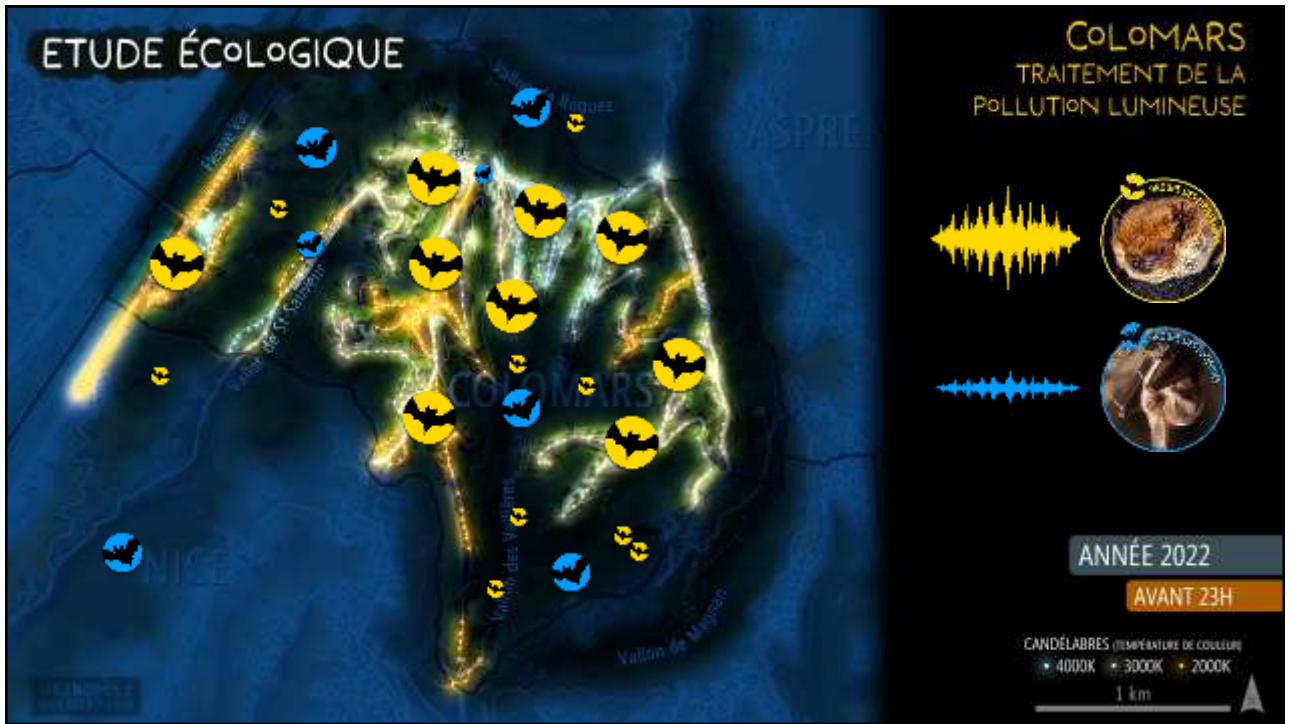 ETUDE ÉCOLOGIQUE
COLOMARS
TRAITEMENT DE LA
POLLUTION LUMINEUSE
ASPREN
COLOMARS
NICE
Vallon de St Sauveur
Vallon des Vallières
Vallon de Magnan
ANNÉE 2022
AVANT 23H
CANDÉLABRES (TEMPÉRATURE DE COULEUR)
4000K 3000K 2000K
1 km